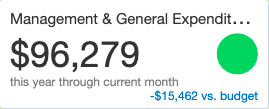 Management & General Expendit...
$96,279
this year through current month
-$15,462 vs. budget